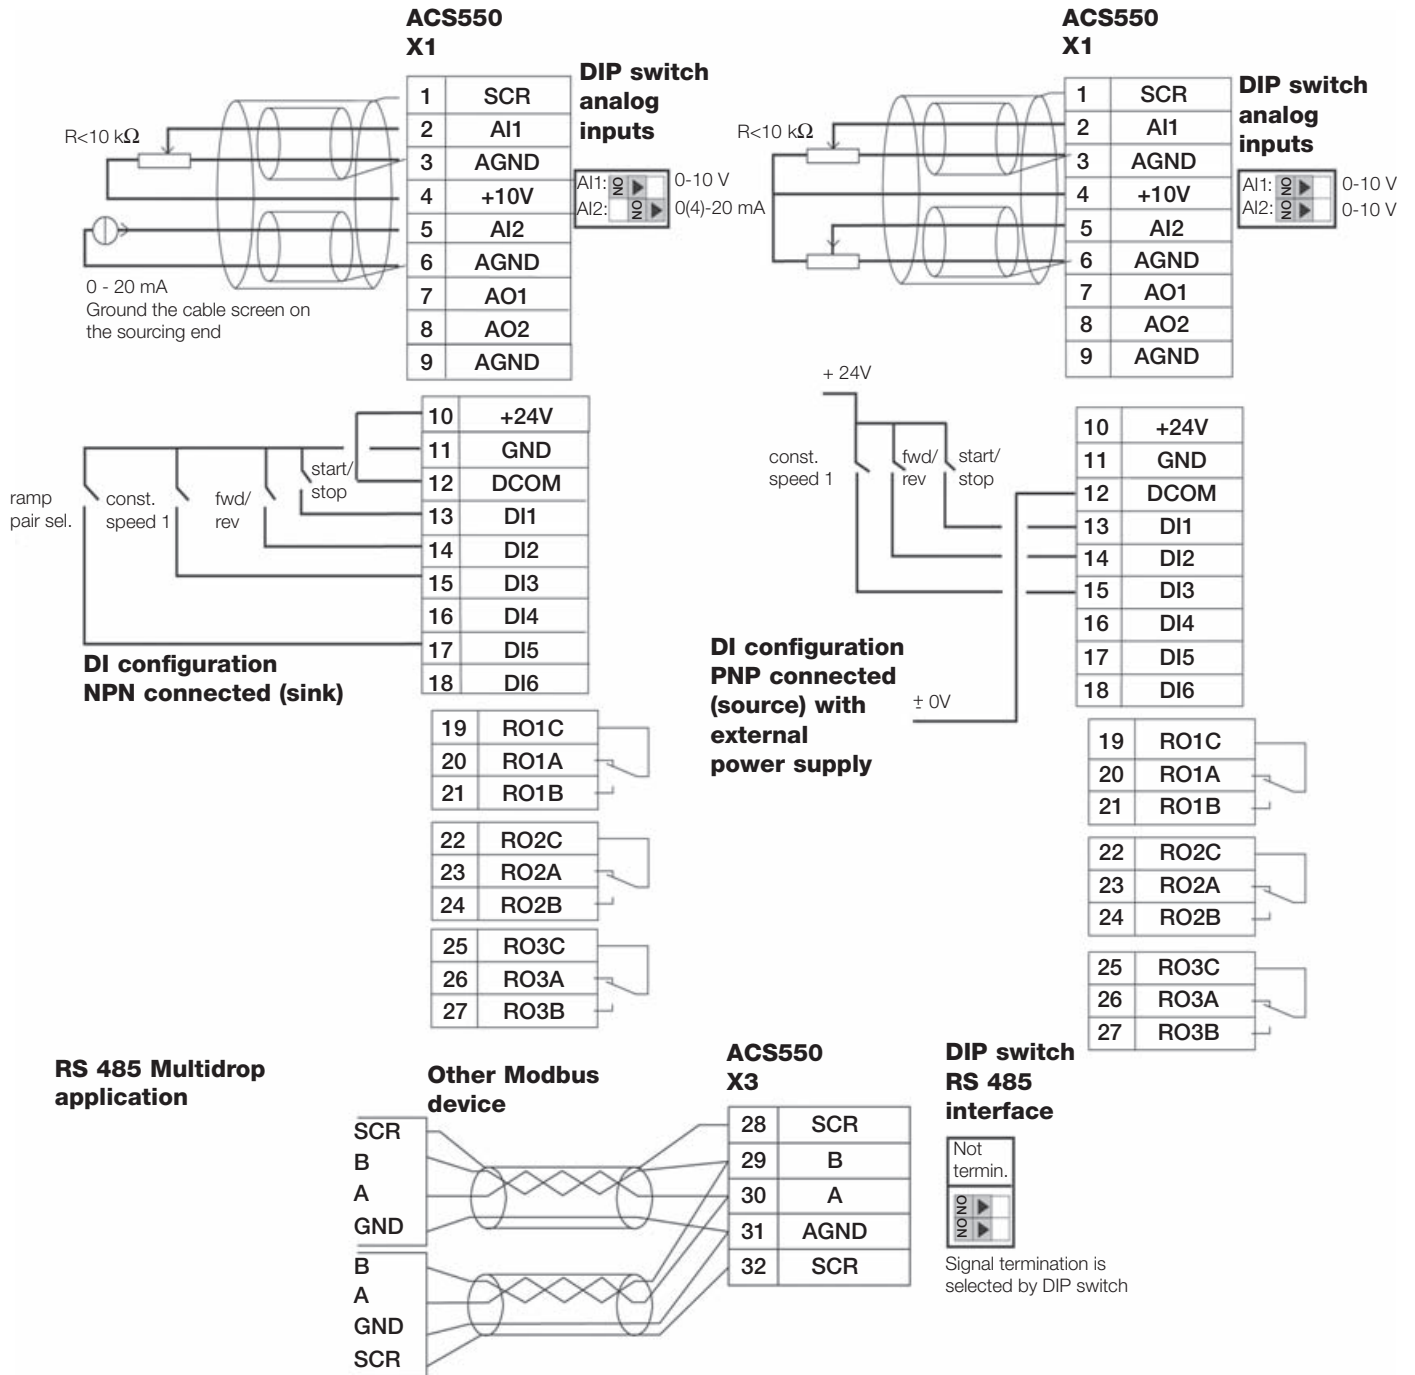 ACS550
X1
DIP switch
analog
inputs
R<10 kΩ
1 SCR
2 AI1
3 AGND
4 +10V
5 AI2
6 AGND
7 AO1
8 AO2
9 AGND
AI1: ON 0-10 V
AI2: ON 0(4)-20 mA
0 - 20 mA
Ground the cable screen on
the sourcing end
10 +24V
11 GND
12 DCOM
13 DI1
14 DI2
15 DI3
16 DI4
17 DI5
18 DI6
ramp
pair sel.
const.
speed 1
fwd/
rev
start/
stop
DI configuration
NPN connected (sink)
19 RO1C
20 RO1A
21 RO1B
22 RO2C
23 RO2A
24 RO2B
25 RO3C
26 RO3A
27 RO3B
ACS550
X1
DIP switch
analog
inputs
R<10 kΩ
1 SCR
2 AI1
3 AGND
4 +10V
5 AI2
6 AGND
7 AO1
8 AO2
9 AGND
AI1: ON 0-10 V
AI2: ON 0-10 V
+ 24V
const.
speed 1
fwd/
rev
start/
stop
10 +24V
11 GND
12 DCOM
13 DI1
14 DI2
15 DI3
16 DI4
17 DI5
18 DI6
DI configuration
PNP connected
(source) with
external
power supply
± 0V
19 RO1C
20 RO1A
21 RO1B
22 RO2C
23 RO2A
24 RO2B
25 RO3C
26 RO3A
27 RO3B
RS 485 Multidrop
application
Other Modbus
device
SCR
B
A
GND
B
A
GND
SCR
ACS550
X3
28 SCR
29 B
30 A
31 AGND
32 SCR
DIP switch
RS 485
interface
Not
termin.
ON
ON
Signal termination is
selected by DIP switch